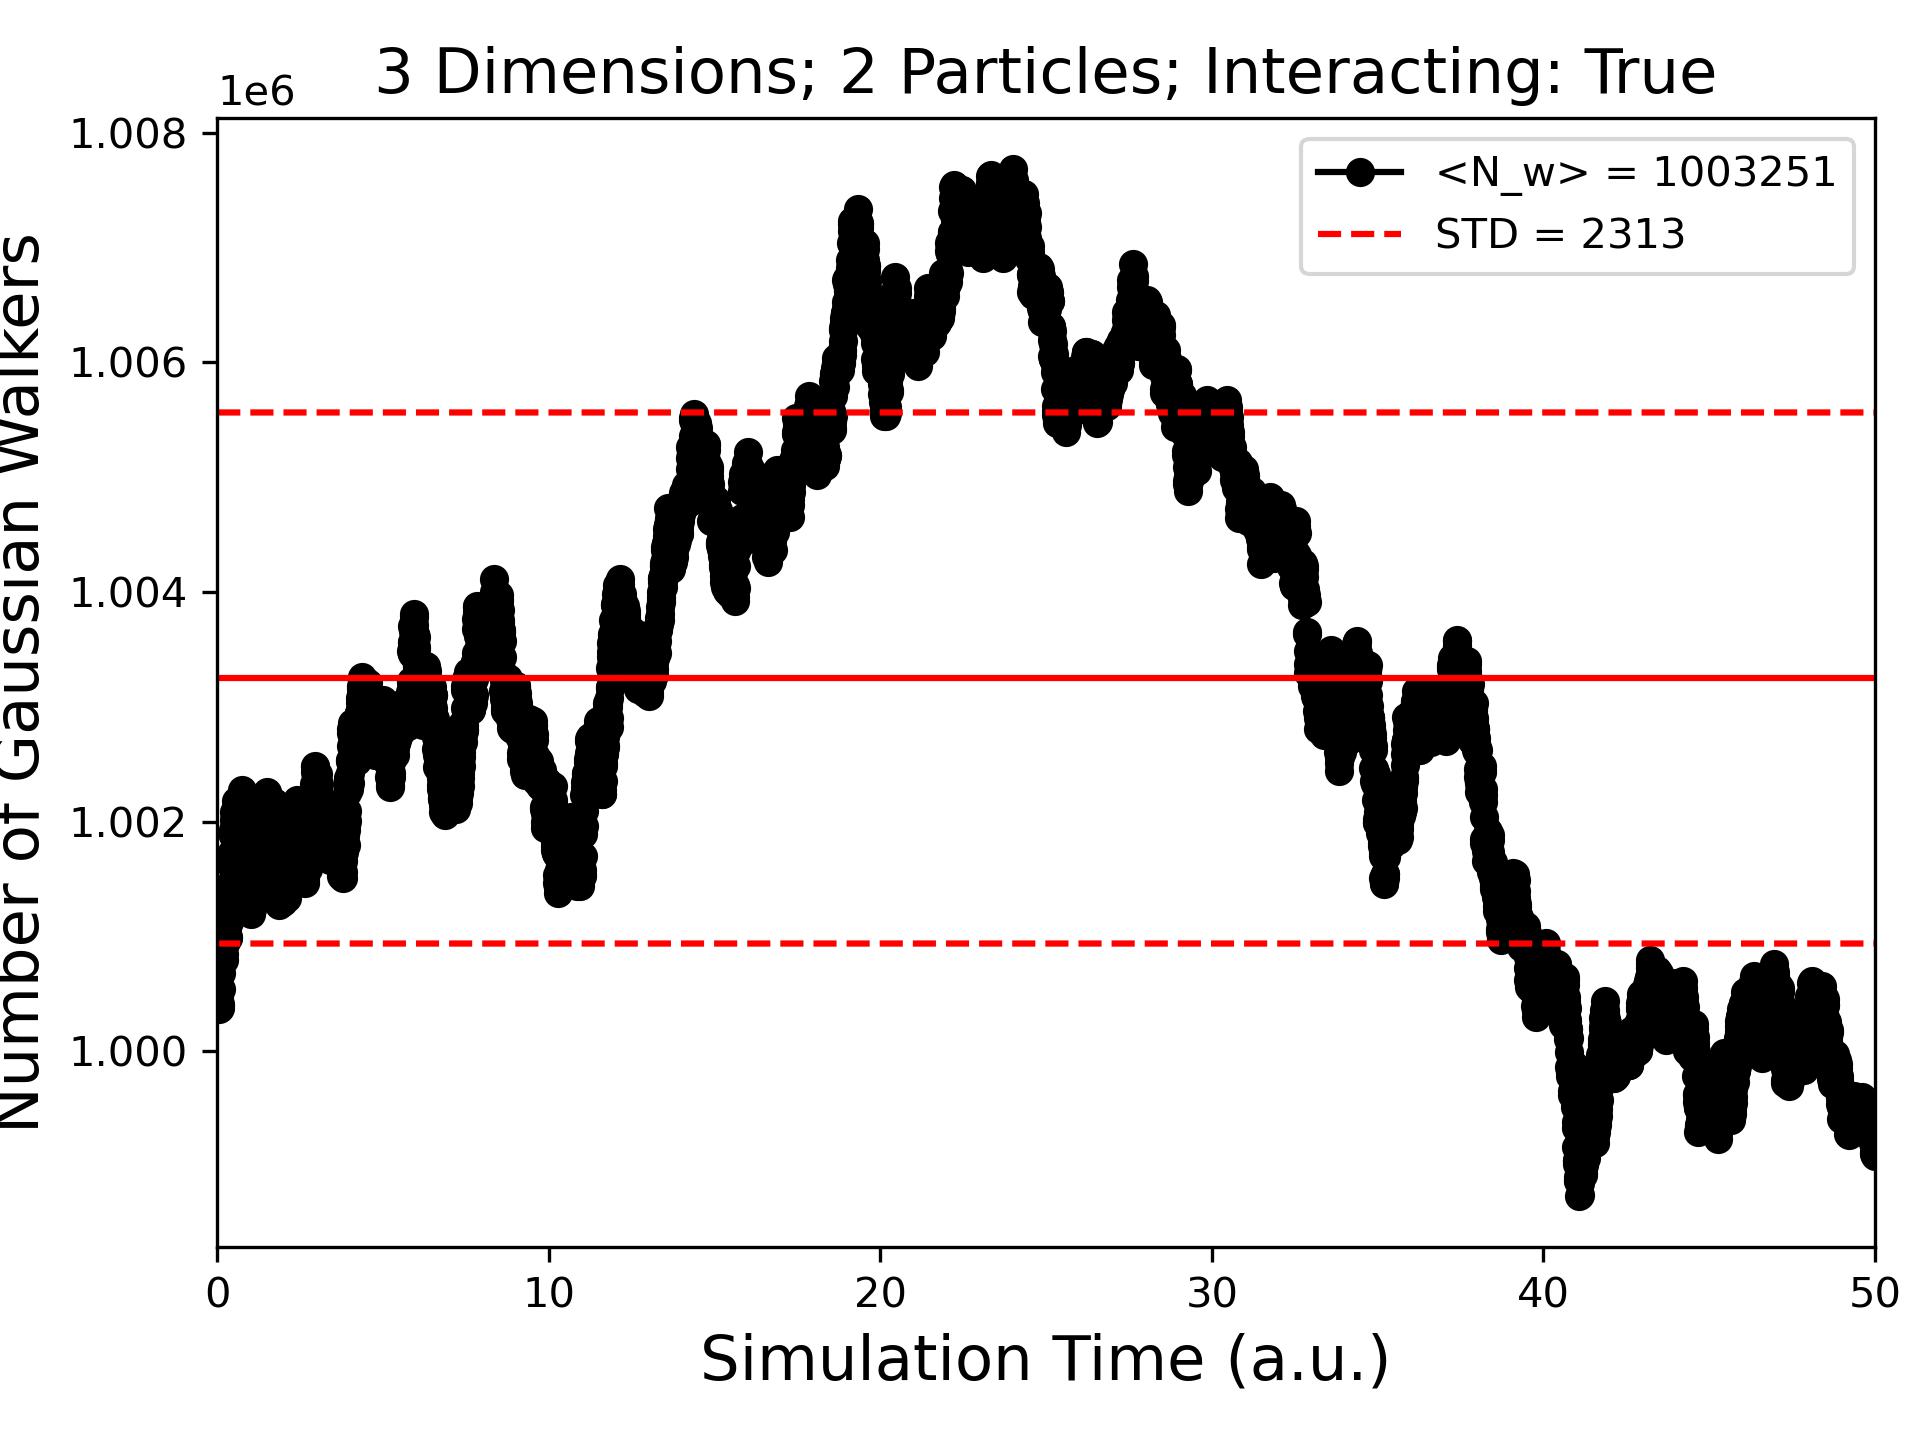 3 Dimensions; 2 Particles; Interacting: True
1e6
<N_w> = 1003251
STD = 2313
1.008
1.006
1.004
1.002
1.000
Number of Gaussian Walkers
0 10 20 30 40 50
Simulation Time (a.u.)